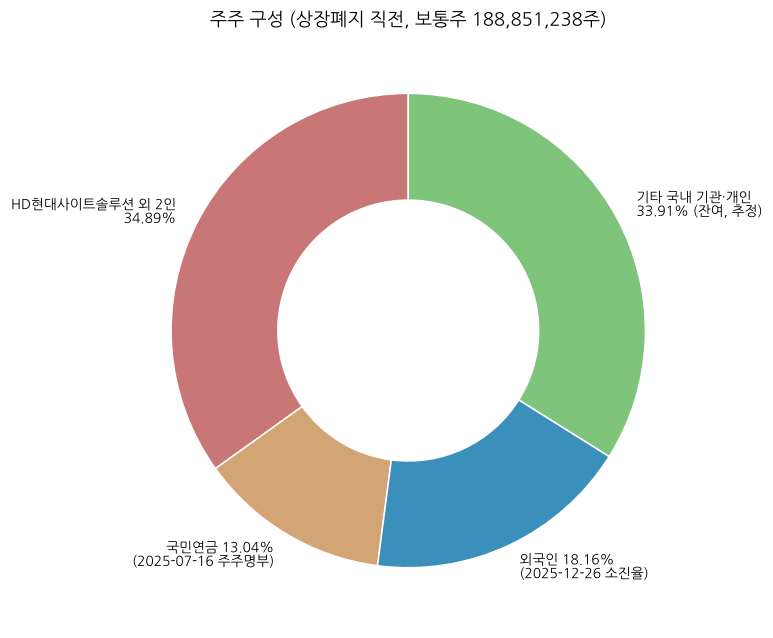 주주 구성 (상장폐지 직전, 보통주 188,851,238주)
HD현대사이트솔루션 외 2인
34.89%
기타 국내 기관·개인
33.91% (잔여, 추정)
국민연금 13.04%
(2025-07-16 주주명부)
외국인 18.16%
(2025-12-26 소진율)